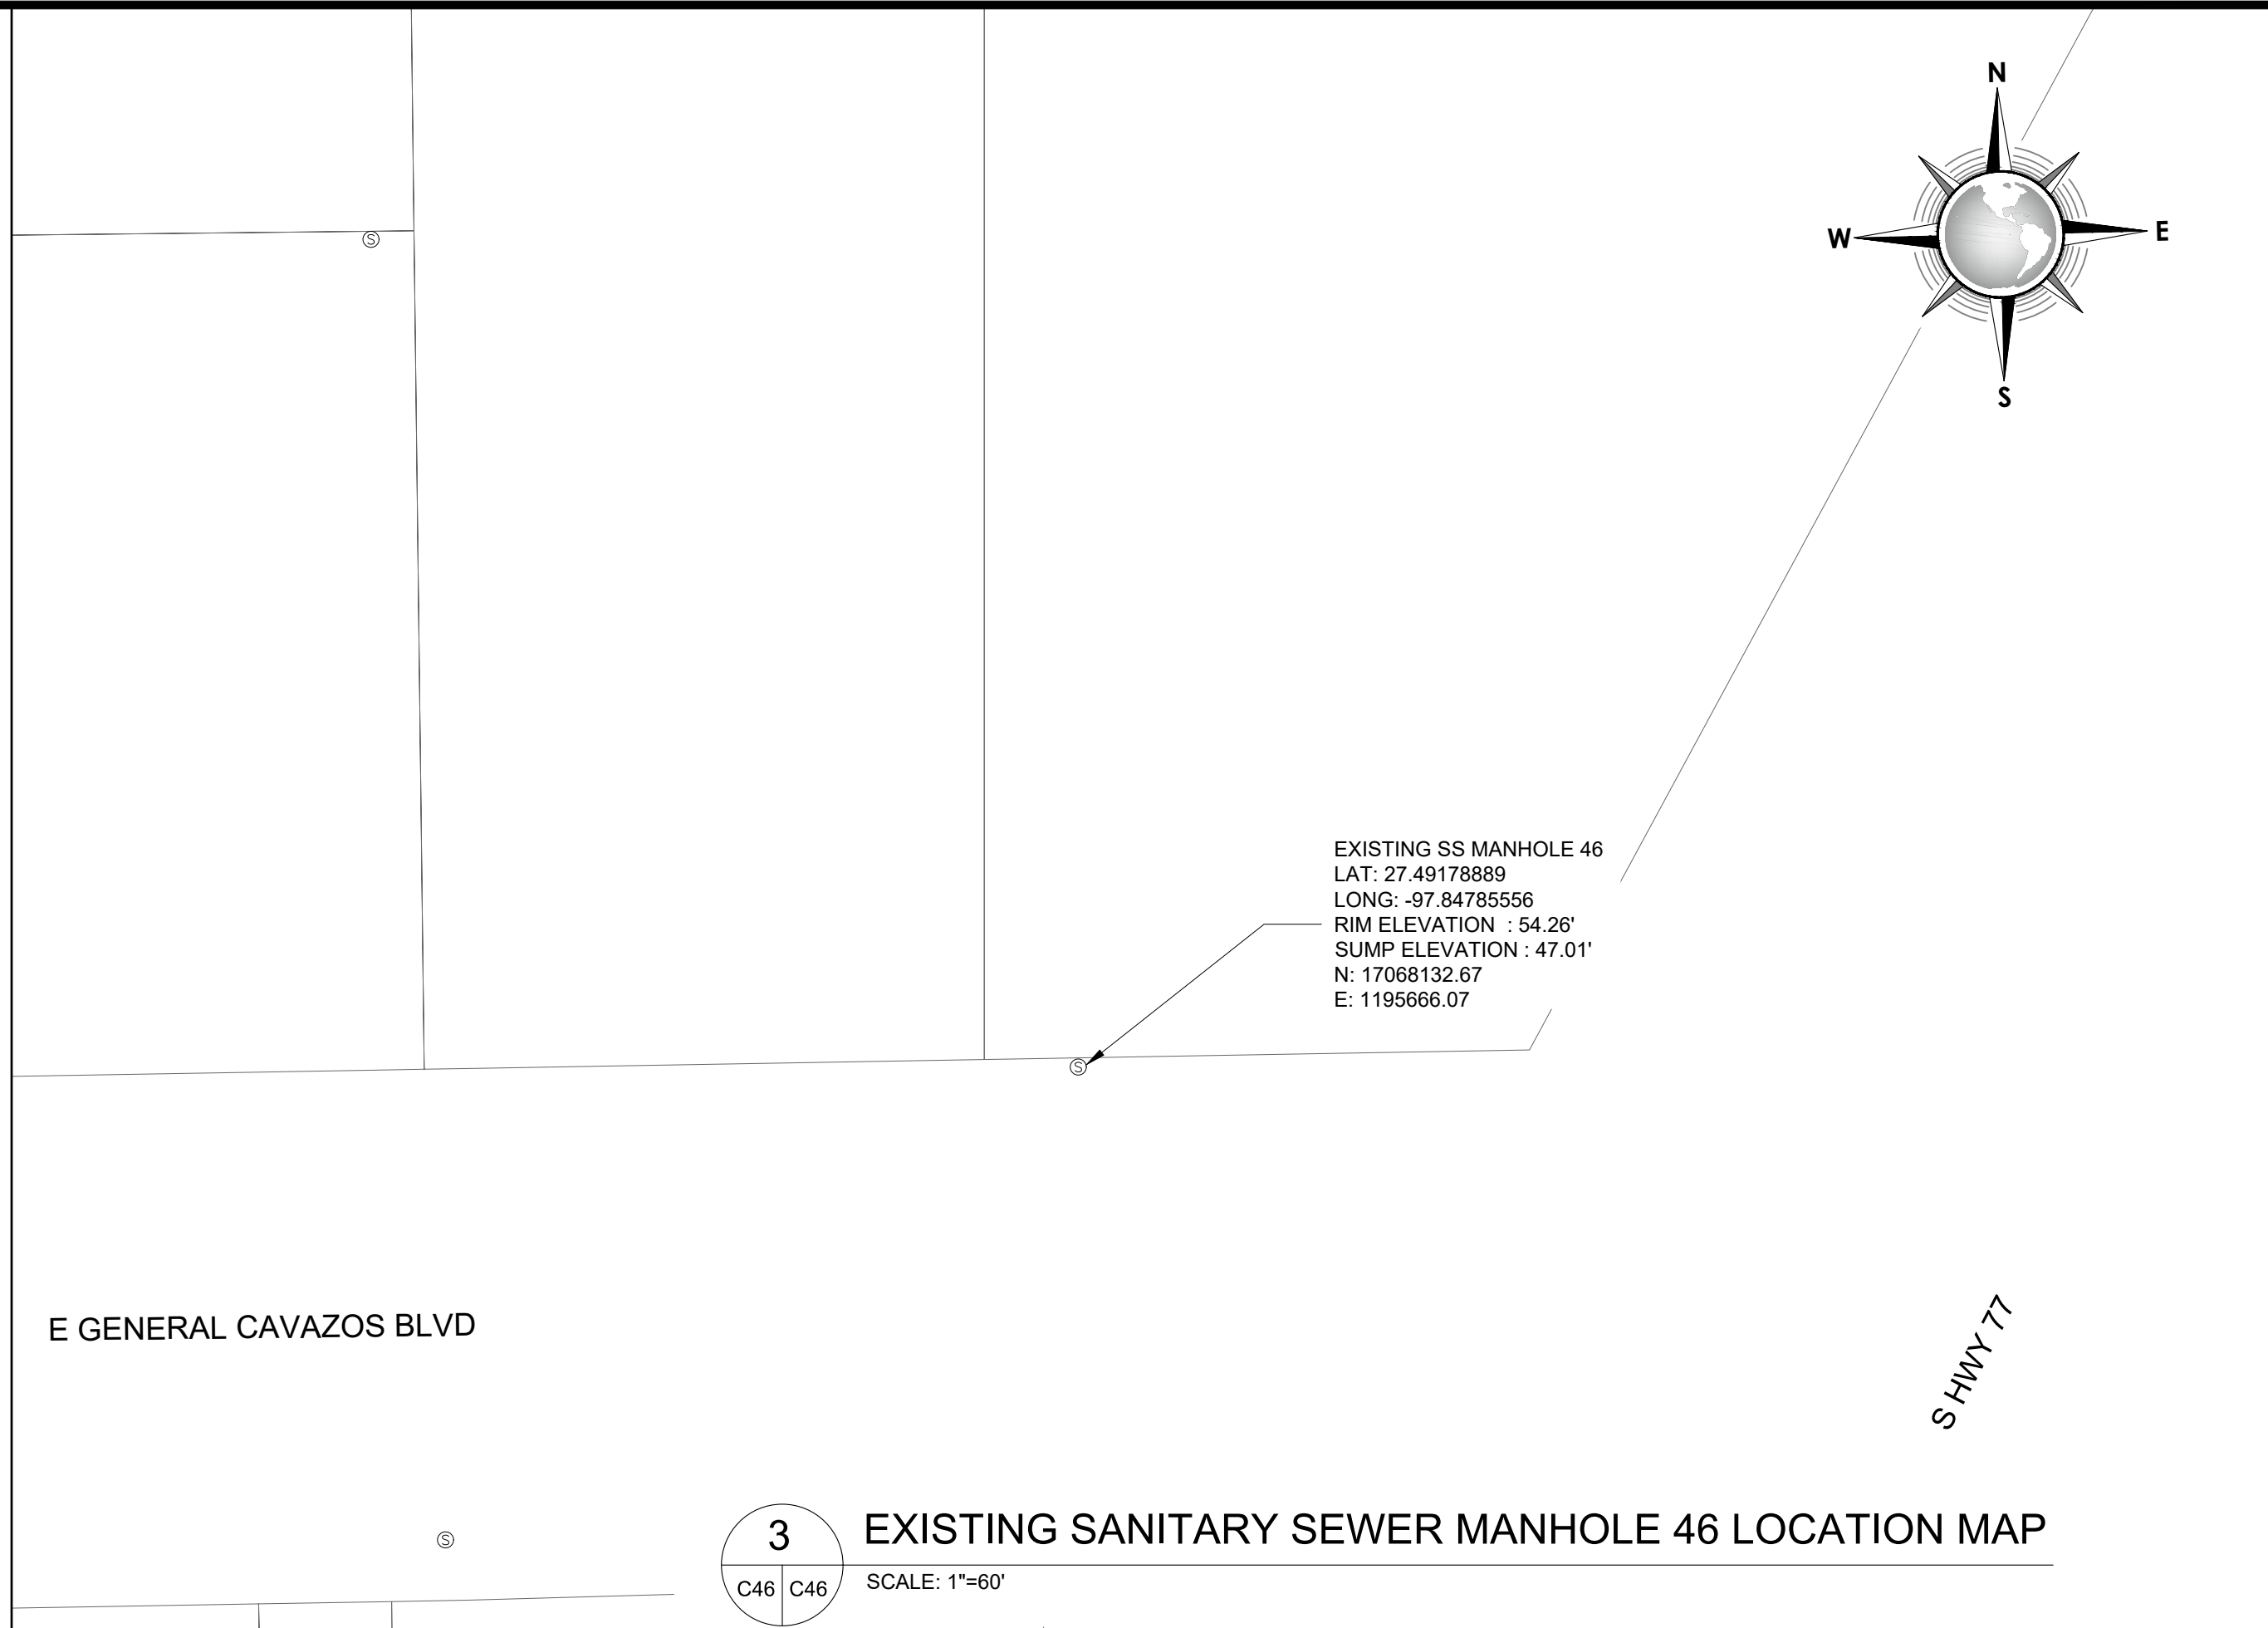 N
W
E
S
S
EXISTING SS MANHOLE 46
LAT: 27.49178889
LONG: -97.84785556
RIM ELEVATION : 54.26'
SUMP ELEVATION : 47.01'
N: 17068132.67
E: 1195666.07
S
E GENERAL CAVAZOS BLVD
S HWY 77
S
3
C46 C46
EXISTING SANITARY SEWER MANHOLE 46 LOCATION MAP
SCALE: 1"=60'